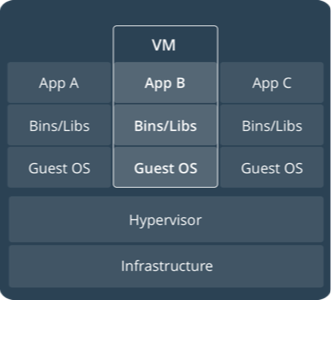 VM
App A App B App C
Bins/Libs Bins/Libs Bins/Libs
Guest OS Guest OS Guest OS
Hypervisor
Infrastructure